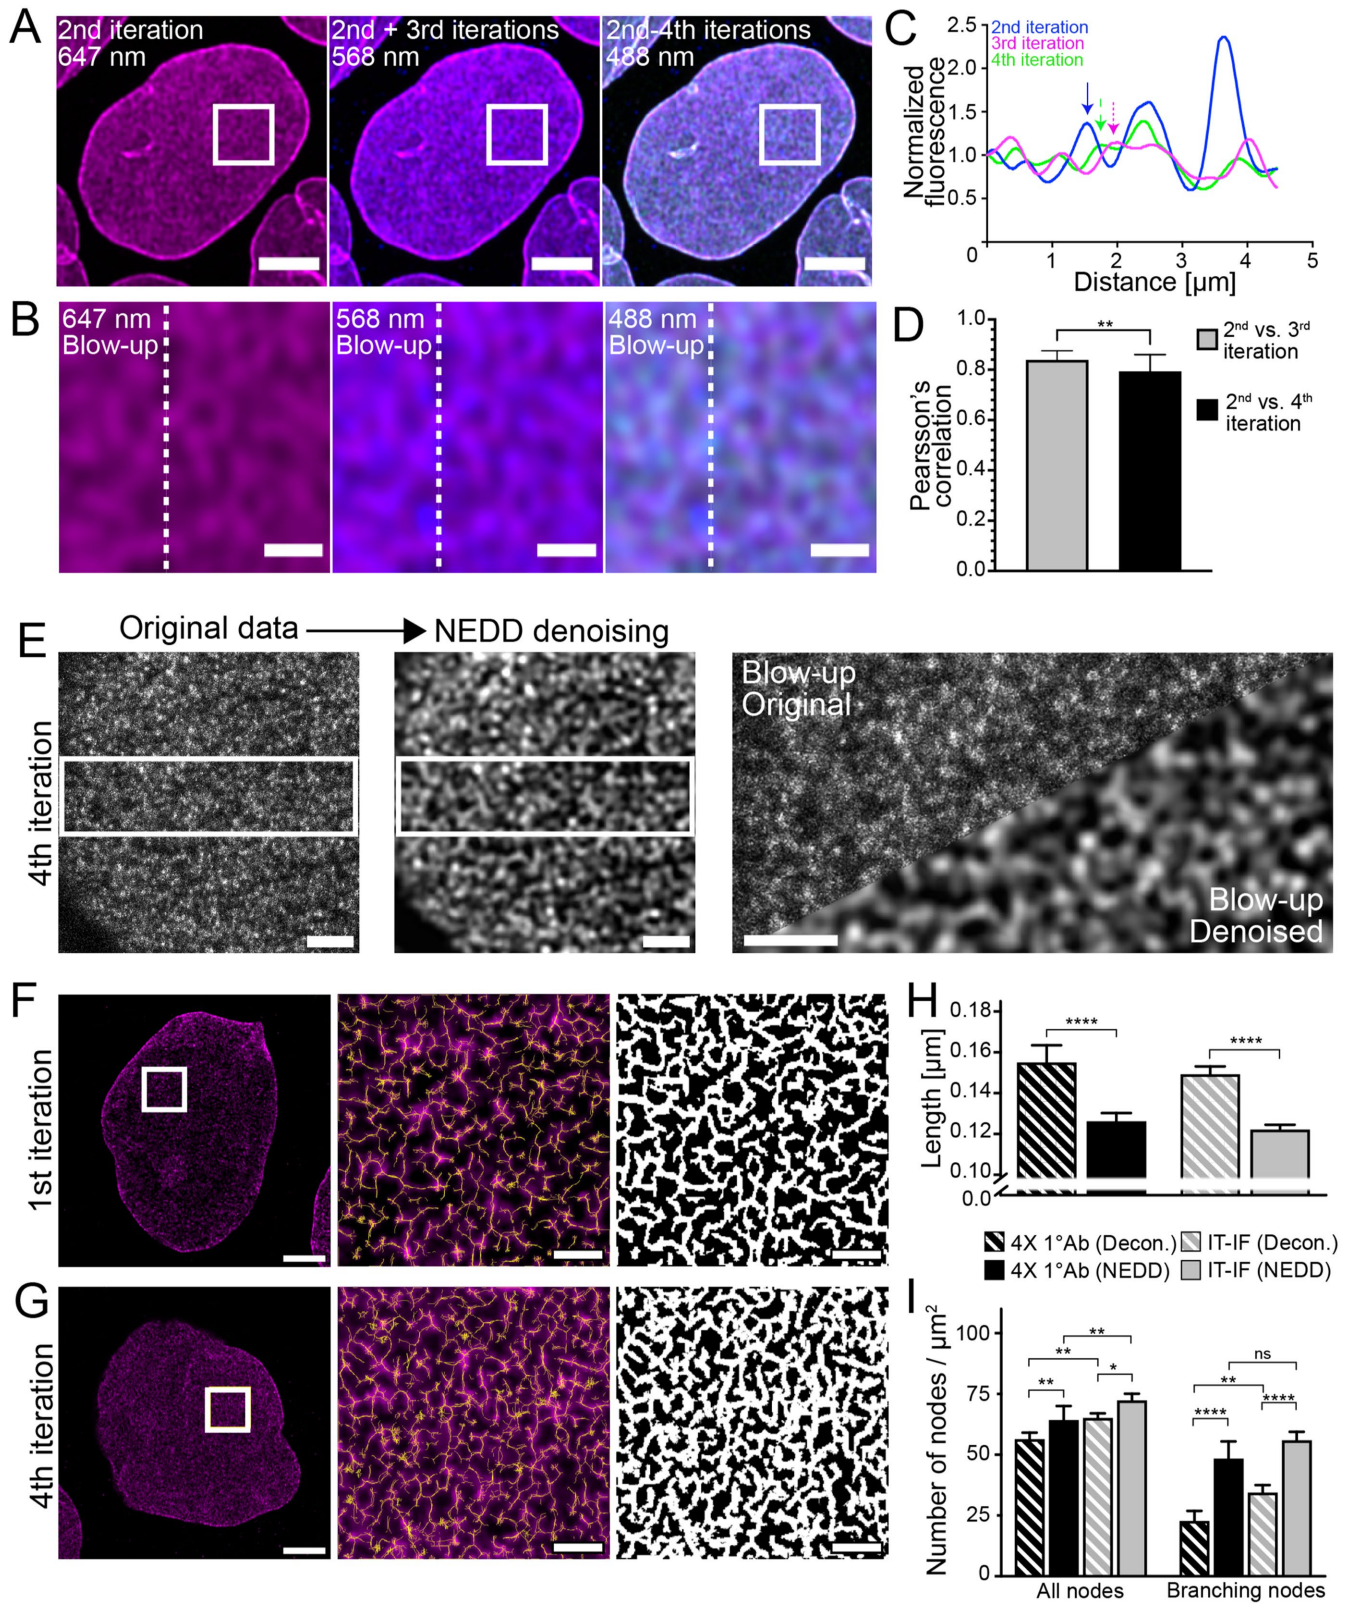 A
2nd iteration
647 nm
2nd + 3rd iterations
568 nm
2nd-4th iterations
488 nm
C
2nd iteration
3rd iteration
4th iteration
Normalized
fluorescence
2.5
2.0
1.5
1.0
0.5
0
1 2 3 4 5
Distance [µm]
B
647 nm
Blow-up
568 nm
Blow-up
488 nm
Blow-up
D
Pearsson's
correlation
1.0
0.8
0.6
0.4
0.2
0.0
**
2nd vs. 3rd
iteration
2nd vs. 4th
iteration
E
Original data
NEDD denoising
4th iteration
Blow-up
Original
Blow-up
Denoised
F
1st iteration
G
4th iteration
H
Length [µm]
0.18
0.16
0.14
0.12
0.10
0.0
****
****
4X 1°Ab (Decon.)
IT-IF (Decon.)
4X 1°Ab (NEDD)
IT-IF (NEDD)
I
Number of nodes / µm2
100
75
50
25
0
**
**
**
*
ns
**
****
****
All nodes
Branching nodes